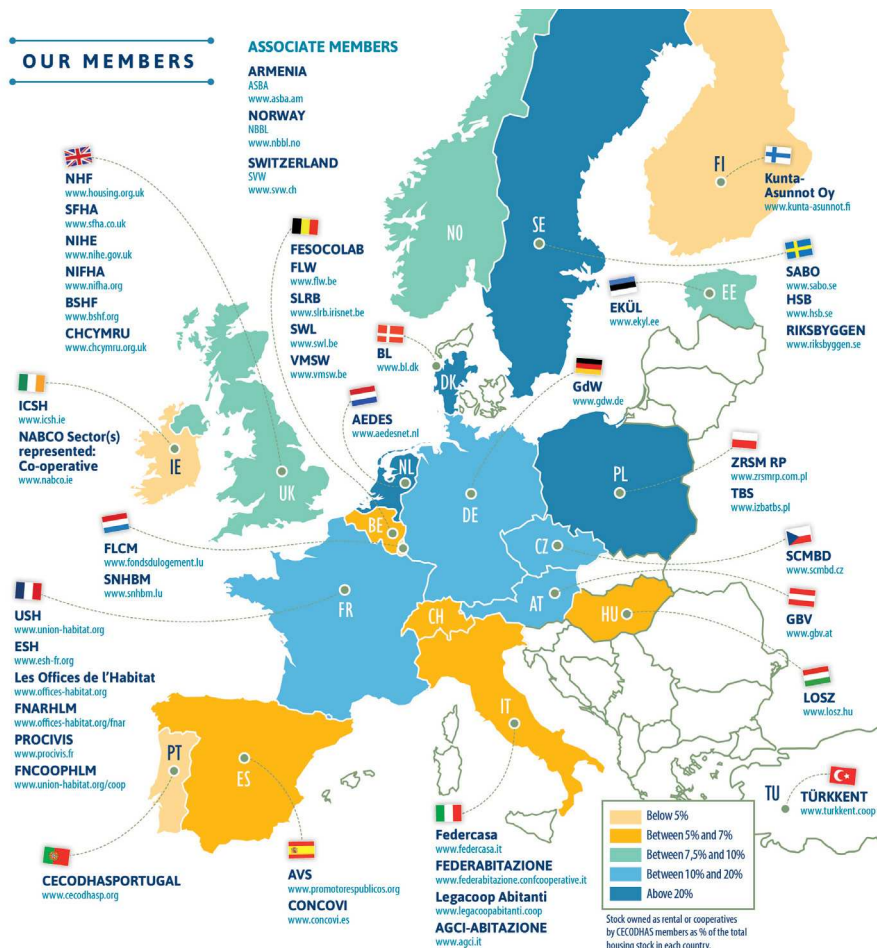 OUR MEMBERS
ASSOCIATE MEMBERS
ARMENIA
ASBA
www.asba.am
NORWAY
NBBL
www.nbbl.no
SWITZERLAND
SVW
www.svw.ch
NHF
www.housing.org.uk
SFHA
www.sfha.co.uk
NIHE
www.nihe.gov.uk
NIFHA
www.nifha.org
BSHF
www.bshf.org
CHCYMRU
www.chcymru.org.uk
FESOCOLAB
FLW
www.flw.be
SLRB
www.slrb.irisnet.be
SWL
www.swl.be
VMSW
www.vmsw.be
BL
www.bl.dk
AEDES
www.aedesnet.nl
GdW
www.gdw.de
EKÜL
www.ekyl.ee
Kunta-
Asunnot Oy
www.kunta-asunnot.fi
SABO
www.sabo.se
HSB
www.hsb.se
RIKSBYGGEN
www.riksbyggen.se
ICSH
www.icsh.ie
NABCO Sector(s)
represented:
Co-operative
www.nabco.ie
FLCM
www.fondsdulogement.lu
SNHBM
www.snhbm.lu
USH
www.union-habitat.org
ESH
www.esh-fr.org
Les Offices de l'Habitat
www.offices-habitat.org
FNARHLM
www.offices-habitat.org/fnar
PROCIVIS
www.procivis.fr
FNCOOPHLM
www.union-habitat.org/coop
ZRSM RP
www.zrsmrp.com.pl
TBS
www.izbatbs.pl
SCMBD
www.scmbd.cz
GBV
www.gbv.at
LOSZ
www.losz.hu
TÜRKKENT
www.turkkent.coop
CECODHASPORTUGAL
www.cecodhasp.org
AVS
www.promotorespublicos.org
CONCOVI
www.concovi.es
Federcasa
www.federcasa.it
FEDERABITAZIONE
www.federabitazione.confcooperative.it
Legacoop Abitanti
www.legacoopabitanti.coop
AGCI-ABITAZIONE
www.agci.it
FI
NO
SE
EE
DK
IE
UK
NL
BE
DE
PL
CZ
FR
CH
AT
HU
IT
PT
ES
TU
Below 5%
Between 5% and 7%
Between 7,5% and 10%
Between 10% and 20%
Above 20%
Stock owned as rental or cooperatives
by CECODHAS members as % of the total
housing stock in each country.